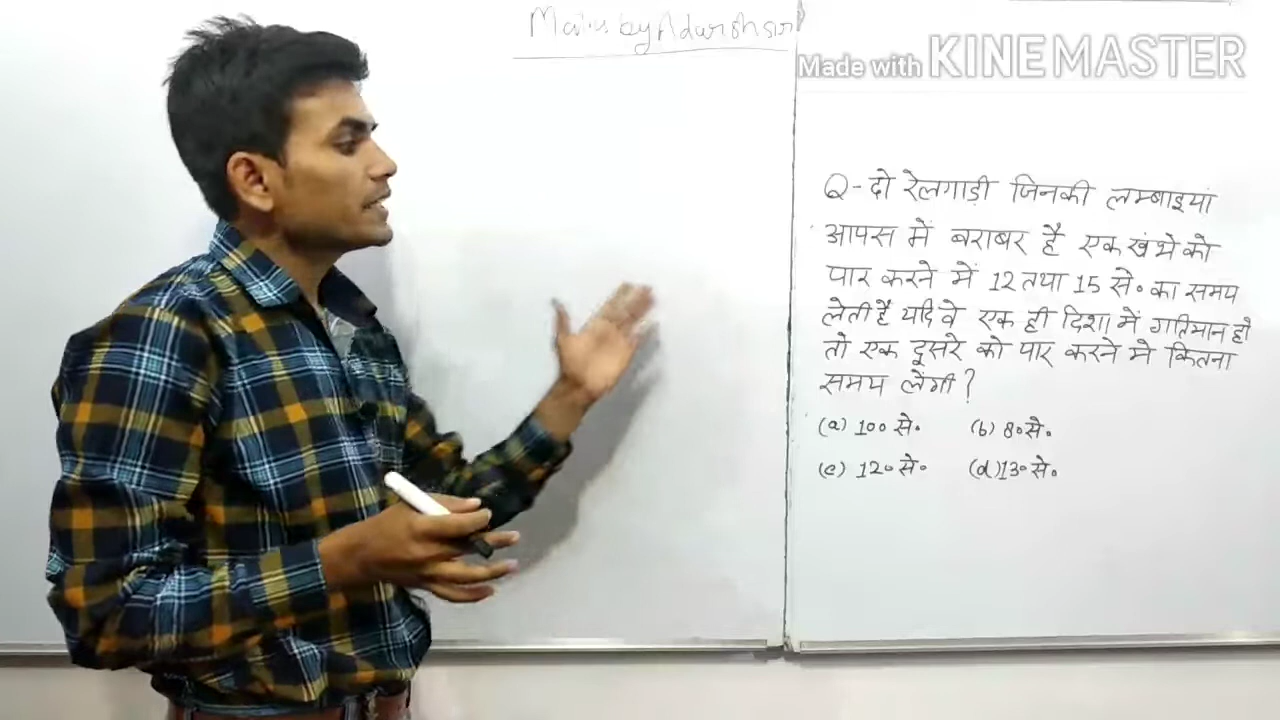 Maths by Adarsh sir
Made with KINEMASTER
Q-दो रेलगाड़ी जिनकी लम्बाइयां
आपस में बराबर है एक खंभे को
पार करने में 12 तथा 15 से० का समय
लेती है यदि वे एक ही दिशा में गतिमान हो
तो एक दूसरे को पार करने मे कितना
समय लेंगी?
(a) 100 से० (b) 80 से०
(c) 120 से० (d) 130 से०